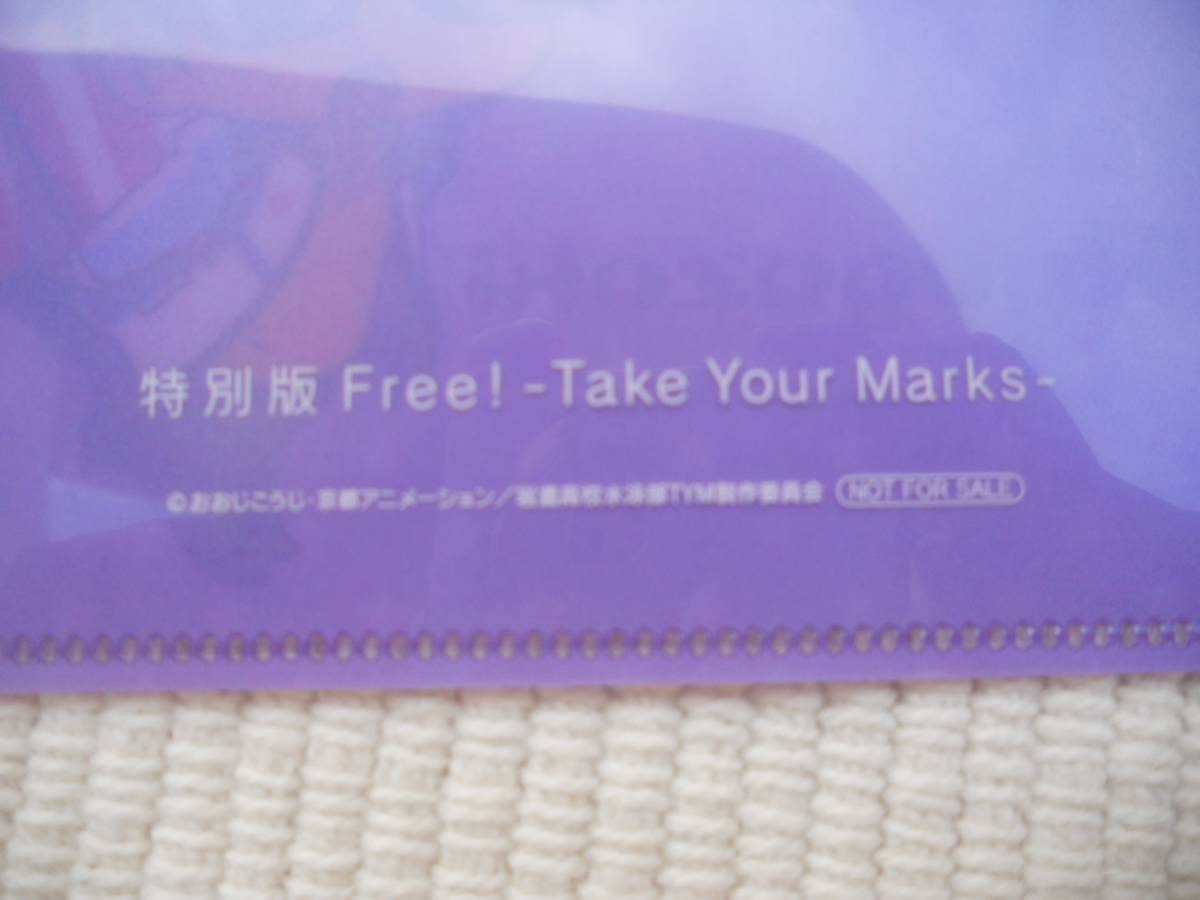 特別版 Free! -Take Your Marks-
©おおじこうじ・京都アニメーション／岩鳶高校水泳部TYM製作委員会 NOT FOR SALE